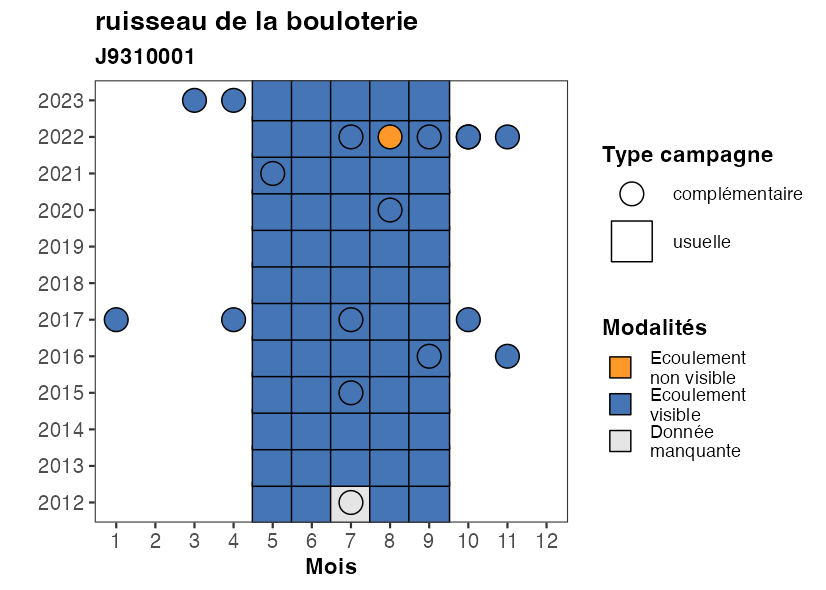 ruisseau de la bouloterie
J9310001
2023
2022
2021
2020
2019
2018
2017
2016
2015
2014
2013
2012
1 2 3 4 5 6 7 8 9 10 11 12
Mois
Type campagne
complémentaire
usuelle
Modalités
Ecoulement
non visible
Ecoulement
visible
Donnée
manquante